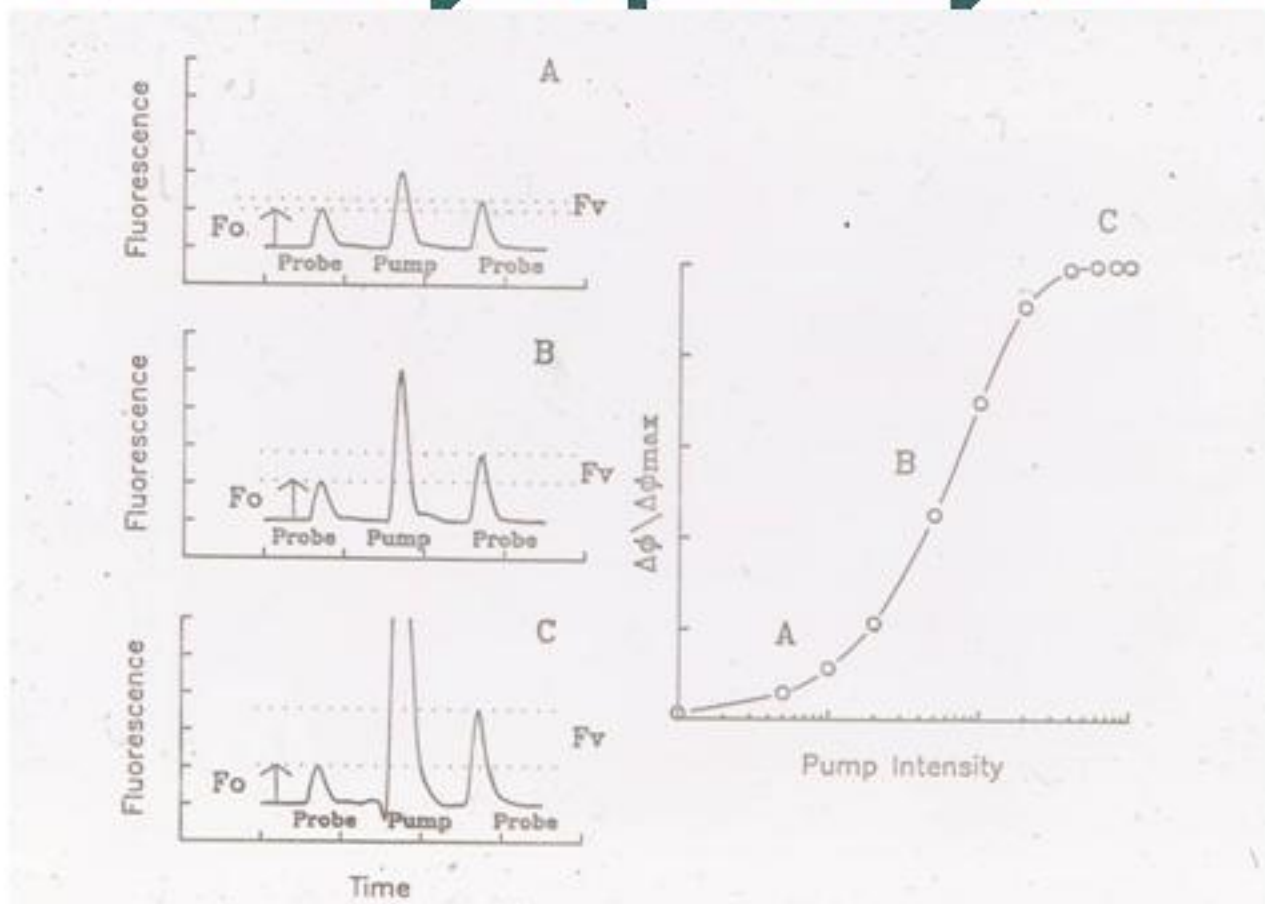 A
Fluorescence
Fo
Fv
Probe Pump Probe
B
Fluorescence
Fo
Fv
Probe Pump Probe
C
Fluorescence
Fo
Fv
Probe Pump Probe
Time
C
B
A
Δϕ\Δϕmax
Pump Intensity